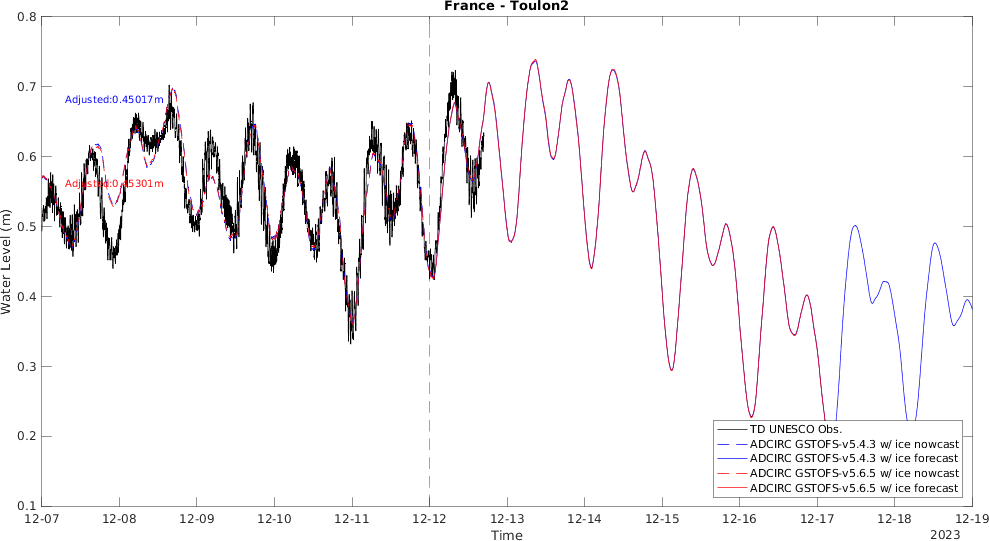 France - Toulon2
0.8
0.7
0.6
0.5
0.4
0.3
0.2
0.1
Water Level (m)
Adjusted:0.45017m
Adjusted:0.45301m
TD UNESCO Obs.
ADCIRC GSTOFS-v5.4.3 w/ ice nowcast
ADCIRC GSTOFS-v5.4.3 w/ ice forecast
ADCIRC GSTOFS-v5.6.5 w/ ice nowcast
ADCIRC GSTOFS-v5.6.5 w/ ice forecast
12-07 12-08 12-09 12-10 12-11 12-12 12-13 12-14 12-15 12-16 12-17 12-18 12-19
Time
2023